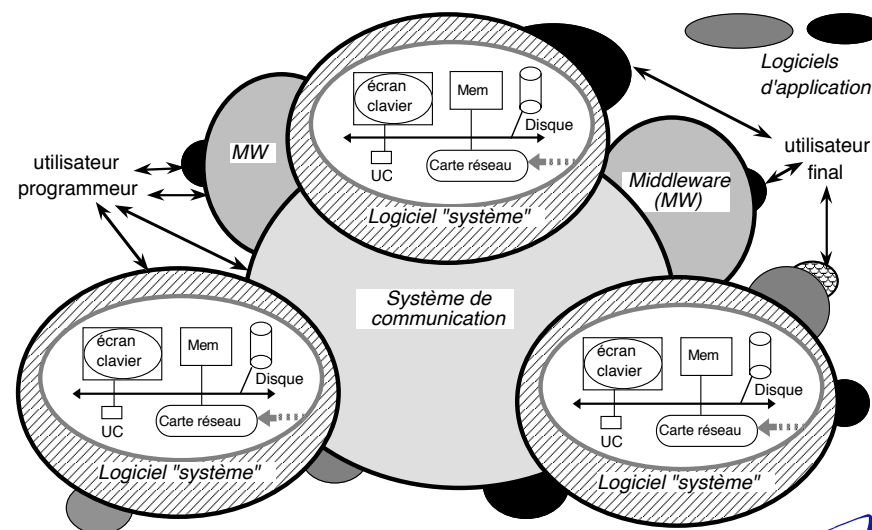 Logiciels
d'application
écran
clavier
Mem
Disque
UC
Carte réseau
Logiciel "système"
MW
utilisateur
programmeur
utilisateur
final
Middleware
(MW)
Système de
communication
écran
clavier
Mem
Disque
UC
Carte réseau
Logiciel "système"
écran
clavier
Mem
Disque
UC
Carte réseau
Logiciel "système"